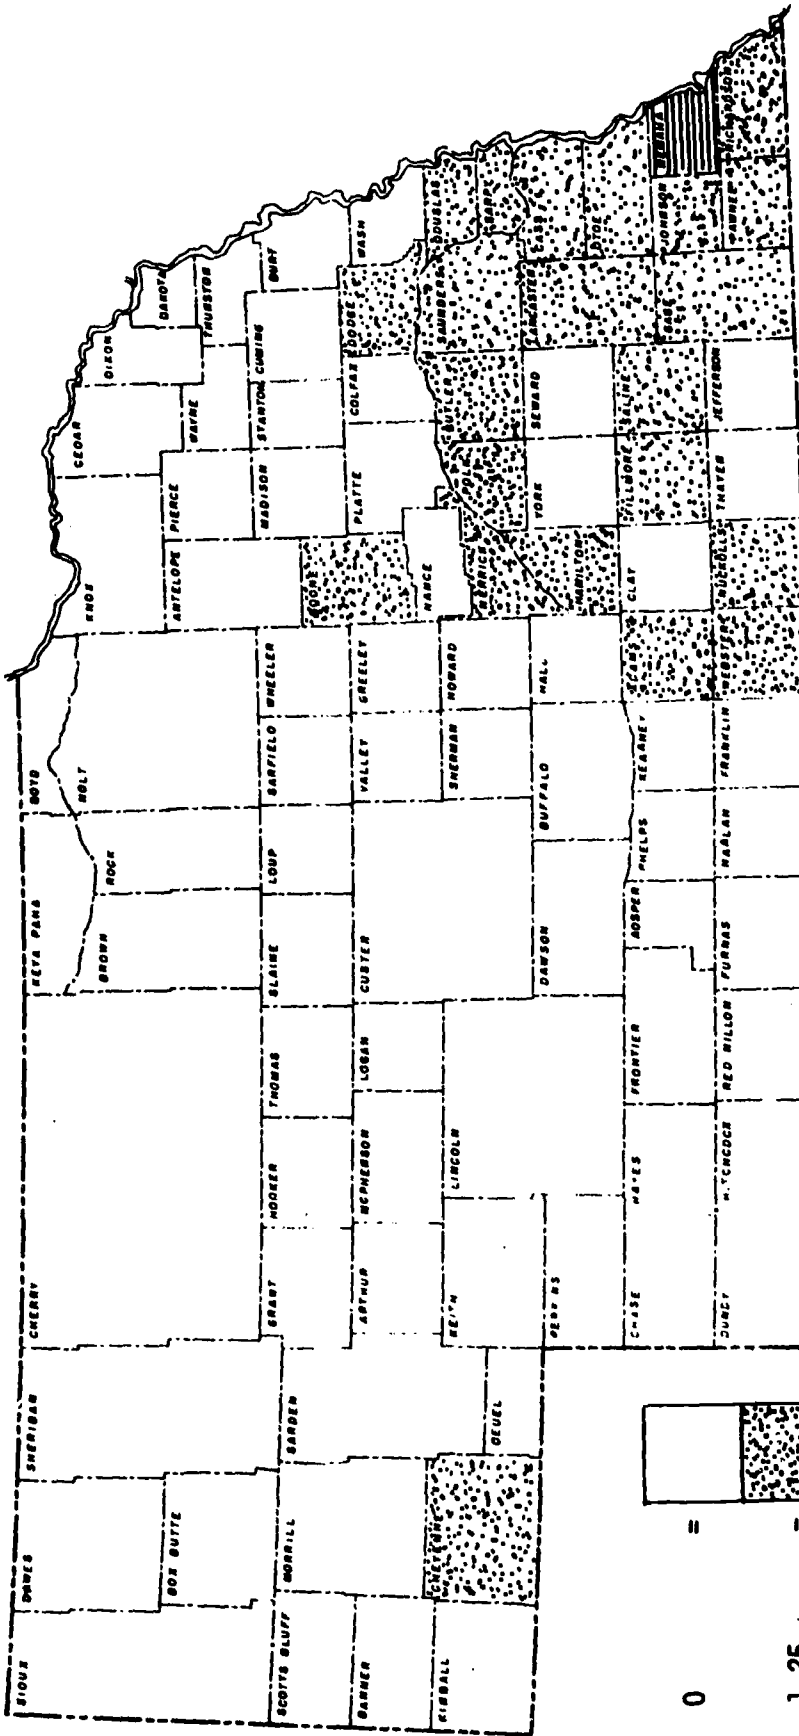 SIOUX
DAWES
SHERIDAN
CHERRY
KEYA PAHA
BOYD
BROWN
ROCK
HOLT
KNOX
CEDAR
DIXON
DAKOTA
BOX BUTTE
ANTELOPE
PIERCE
WAYNE
THURSTON
SCOTTS BLUFF
MORRILL
GARDEN
GRANT
HOOKER
THOMAS
BLAINE
LOUP
GARFIELD
WHEELER
BOONE
MADISON
STANTON
CUMING
BURT
BANNER
ARTHUR
MCPHERSON
LOGAN
CUSTER
VALLEY
GREELEY
NANCE
PLATTE
COLFAX
DODGE
WASH
KIMBALL
CHEYENNE
DEUEL
KEITH
LINCOLN
SHERMAN
HOWARD
MERRICK
POLK
BUTLER
SAUNDERS
DOUGLAS
SARPY
DAWSON
BUFFALO
HALL
HAMILTON
YORK
SEWARD
LANCASTER
CASS
OTOE
CHASE
HAYES
FRONTIER
GOSPER
PHELPS
KEARNEY
ADAMS
CLAY
FILLMORE
SALINE
GAGE
JOHNSON
NEMAHA
DUNDY
HITCHCOCK
RED WILLOW
FURNAS
HARLAN
FRANKLIN
WEBSTER
NUCKOLLS
THAYER
JEFFERSON
PAWNEE
RICHARDSON
0 =